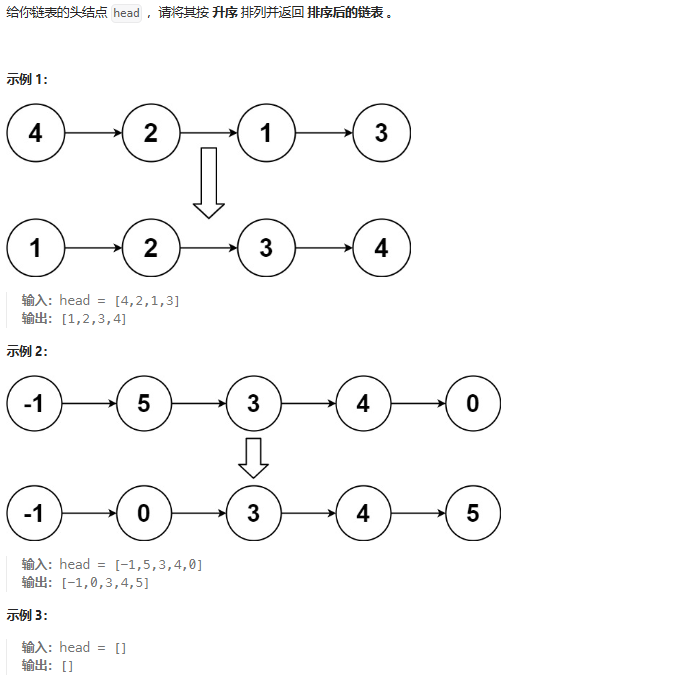 给你链表的头结点 head ，请将其按 升序 排列并返回 排序后的链表 。
示例 1：
4 2 1 3
1 2 3 4
输入：head = [4,2,1,3]
输出：[1,2,3,4]
示例 2：
-1 5 3 4 0
-1 0 3 4 5
输入：head = [-1,5,3,4,0]
输出：[-1,0,3,4,5]
示例 3：
输入：head = []
输出：[]